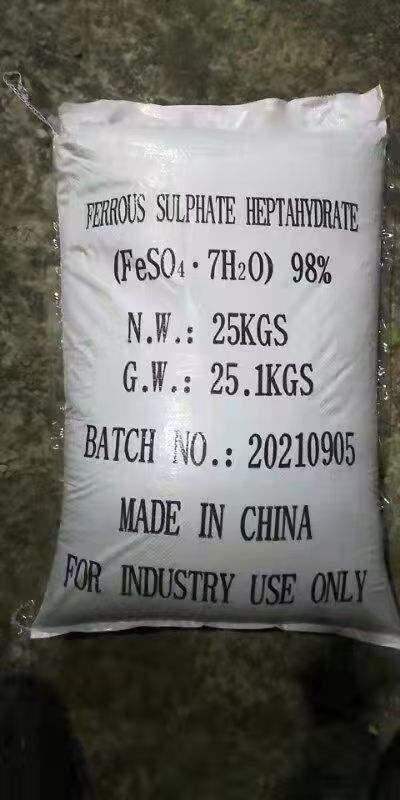 FERROUS SULPHATE HEPTAHYDRATE
(FeSO₄·7H₂O) 98%
N.W.: 25KGS
G.W.: 25.1KGS
BATCH NO.: 20210905
MADE IN CHINA
FOR INDUSTRY USE ONLY